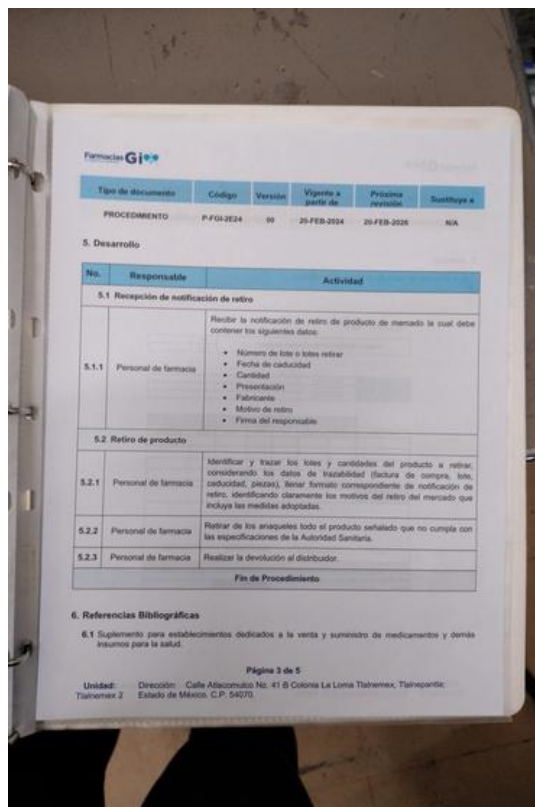 Farmacias Gi
Tipo de documento Código Versión Vigente a partir de Próxima revisión Sustituye a
PROCEDIMIENTO P-FGI-2E24 00 20-FEB-2024 20-FEB-2026 N/A
5. Desarrollo
No. Responsable Actividad
5.1 Recepción de notificación de retiro
5.1.1 Personal de farmacia
Recibir la notificación de retiro de producto de mercado la cual debe
contener los siguientes datos:
• Número de lote o lotes retirar
• Fecha de caducidad
• Cantidad
• Presentación
• Fabricante
• Motivo de retiro
• Firma del responsable
5.2 Retiro de producto
5.2.1 Personal de farmacia
Identificar y trazar los lotes y cantidades del producto a retirar,
considerando los datos de trazabilidad (factura de compra, lote,
caducidad, piezas), llenar formato correspondiente de notificación de
retiro, identificando claramente los motivos del retiro del mercado que
incluya las medidas adoptadas.
5.2.2 Personal de farmacia
Retirar de los anaqueles todo el producto señalado que no cumpla con
las especificaciones de la Autoridad Sanitaria.
5.2.3 Personal de farmacia Realizar la devolución al distribuidor.
Fin de Procedimiento
6. Referencias Bibliográficas
6.1 Suplemento para establecimientos dedicados a la venta y suministro de medicamentos y demás
insumos para la salud.
Página 3 de 5
Unidad: Dirección: Calle Atlacomulco No. 41 B Colonia La Loma Tlalnemex, Tlalnepantla;
Tlalnemex 2 Estado de México. C.P. 54070.